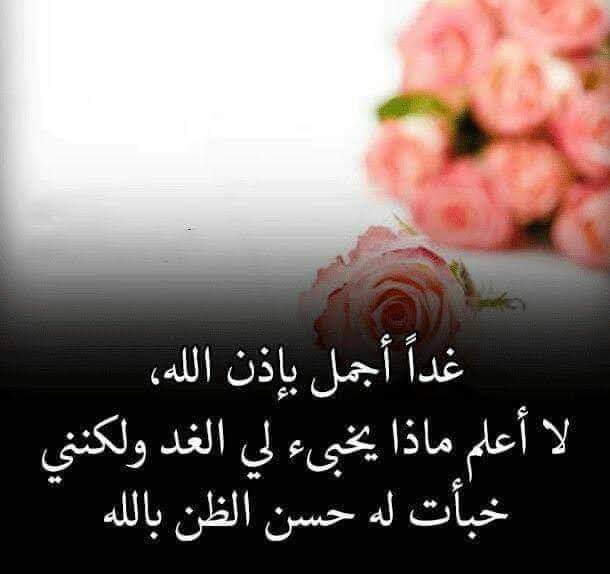 غداً أجمل بإذن الله،
لا أعلم ماذا يخبىء لي الغد ولكنني
خبأت له حسن الظن بالله